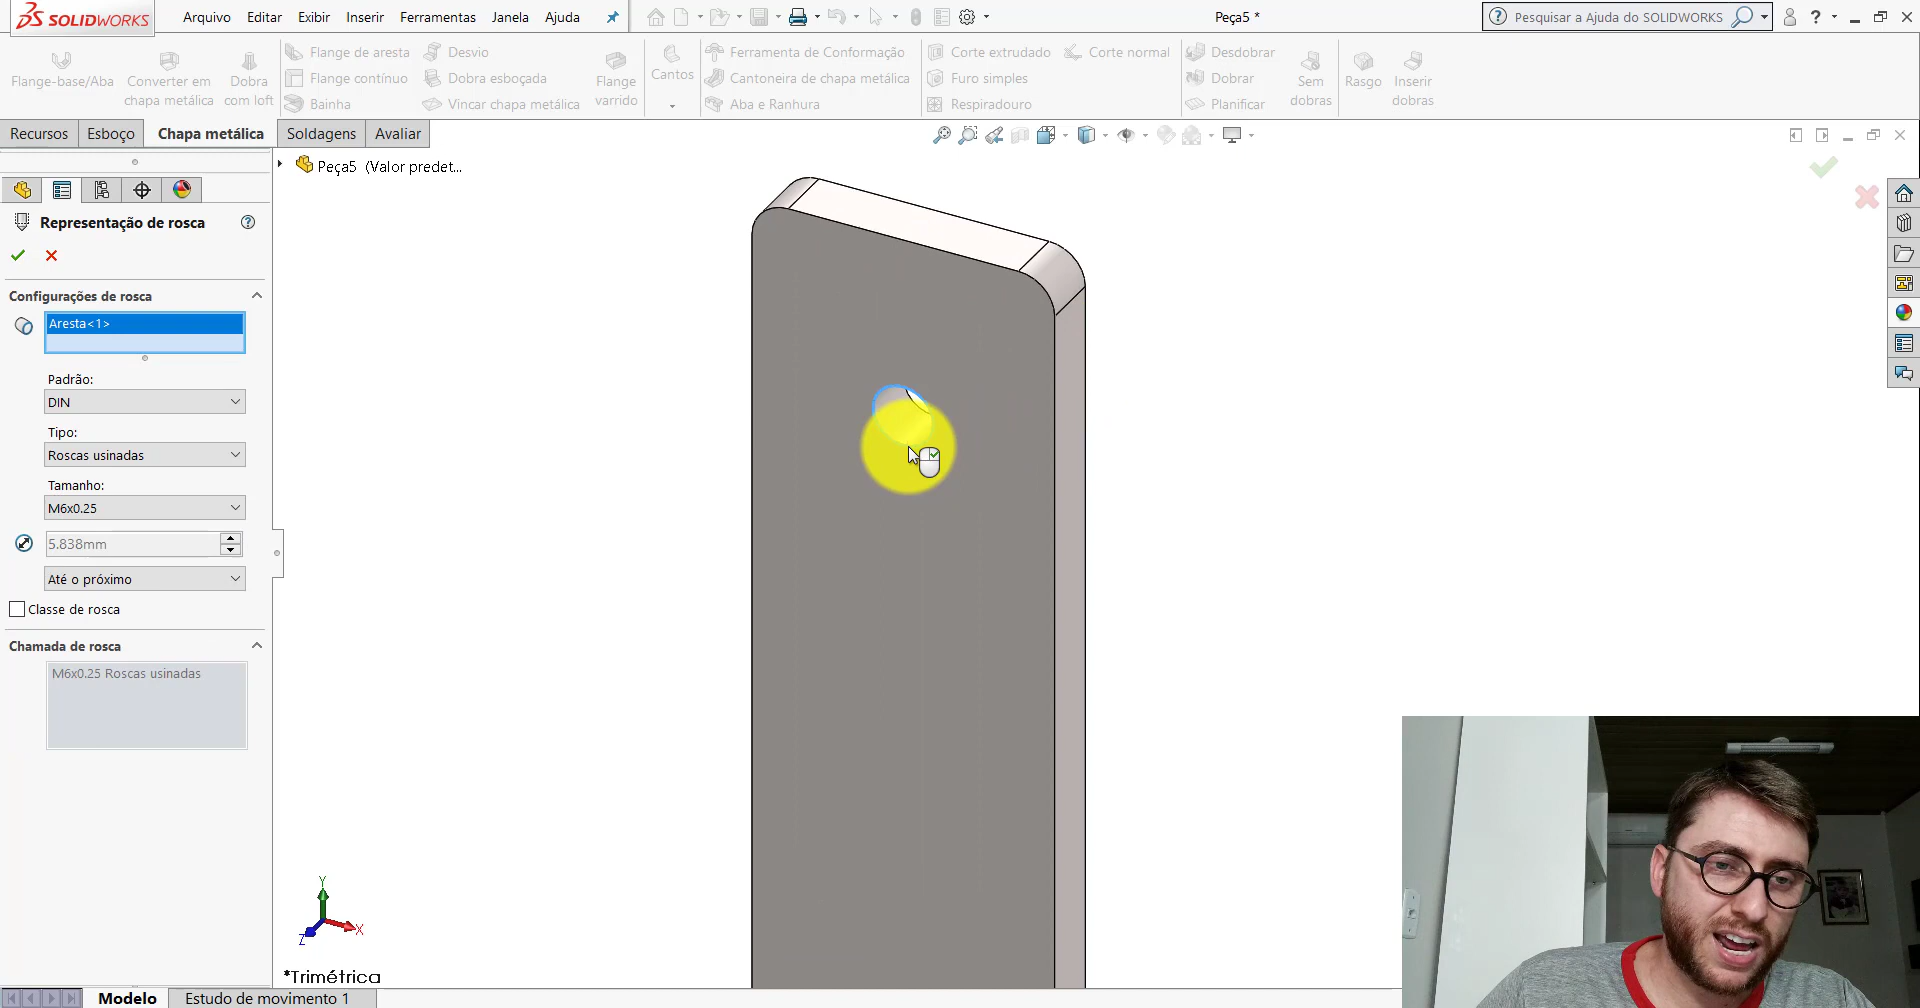 SOLIDWORKS
Arquivo Editar Exibir Inserir Ferramentas Janela Ajuda
Peça5 *
Pesquisar a Ajuda do SOLIDWORKS
Flange-base/Aba
Converter em chapa metálica
Dobra com loft
Flange de aresta
Flange contínuo
Bainha
Desvio
Dobra esboçada
Vincar chapa metálica
Flange varrido
Cantos
Ferramenta de Conformação
Cantoneira de chapa metálica
Aba e Ranhura
Corte extrudado
Furo simples
Respiradouro
Corte normal
Desdobrar
Dobrar
Planificar
Sem dobras
Rasgo
Inserir dobras
Recursos Esboço Chapa metálica Soldagens Avaliar
Peça5 (Valor predet...
Representação de rosca
Configurações de rosca
Aresta<1>
Padrão:
DIN
Tipo:
Roscas usinadas
Tamanho:
M6x0.25
5.838mm
Até o próximo
Classe de rosca
Chamada de rosca
M6x0.25 Roscas usinadas
Y
X
Z
*Trimétrica
Modelo Estudo de movimento 1